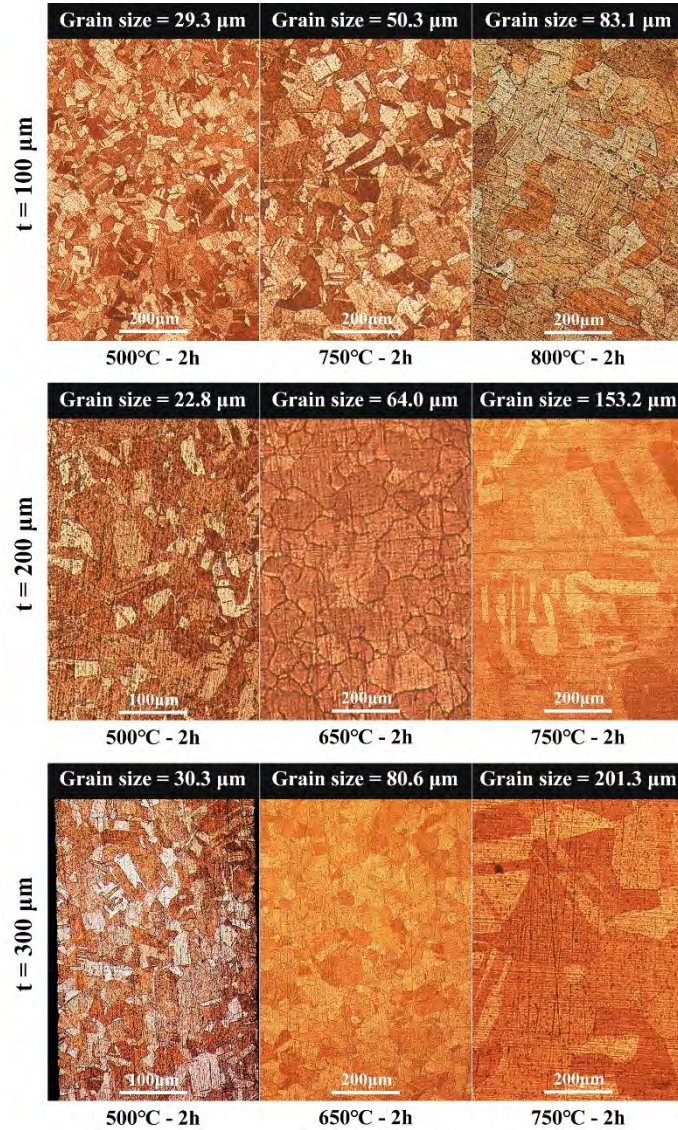 Grain size = 29.3 μm Grain size = 50.3 μm Grain size = 83.1 μm
t = 100 μm
200μm 200μm 200μm
500℃ - 2h 750℃ - 2h 800℃ - 2h
Grain size = 22.8 μm Grain size = 64.0 μm Grain size = 153.2 μm
t = 200 μm
100μm 200μm 200μm
500℃ - 2h 650℃ - 2h 750℃ - 2h
Grain size = 30.3 μm Grain size = 80.6 μm Grain size = 201.3 μm
t = 300 μm
100μm 200μm 200μm
500℃ - 2h 650℃ - 2h 750℃ - 2h